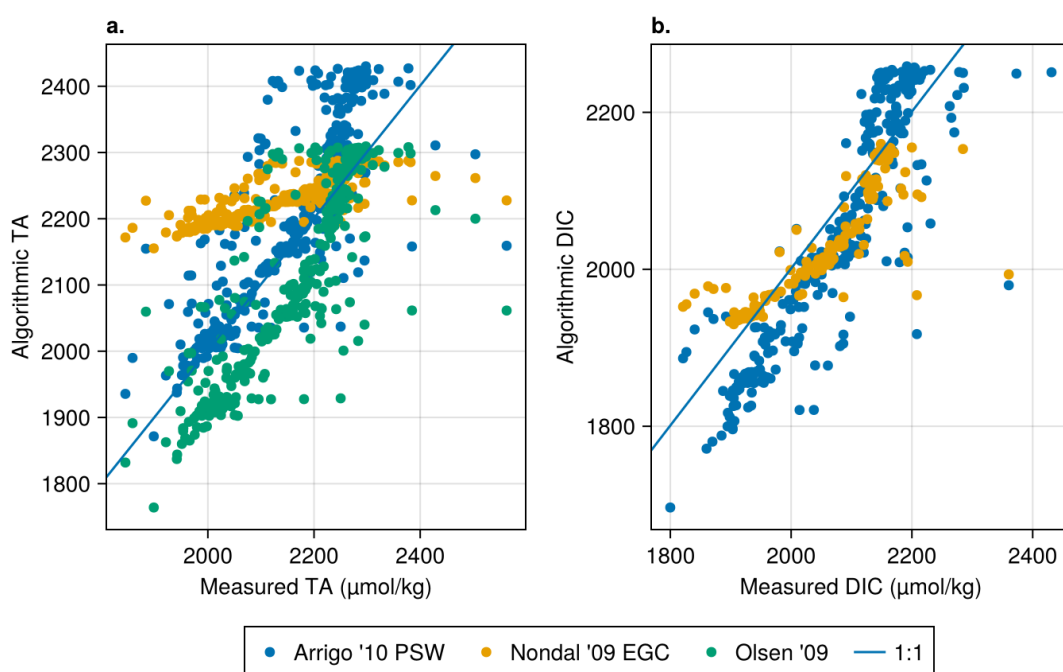 a.
Algorithmic TA
2400
2300
2200
2100
2000
1900
1800
2000 2200 2400
Measured TA (μmol/kg)
b.
Algorithmic DIC
2200
2000
1800
1800 2000 2200 2400
Measured DIC (μmol/kg)
Arrigo '10 PSW Nondal '09 EGC Olsen '09 1:1